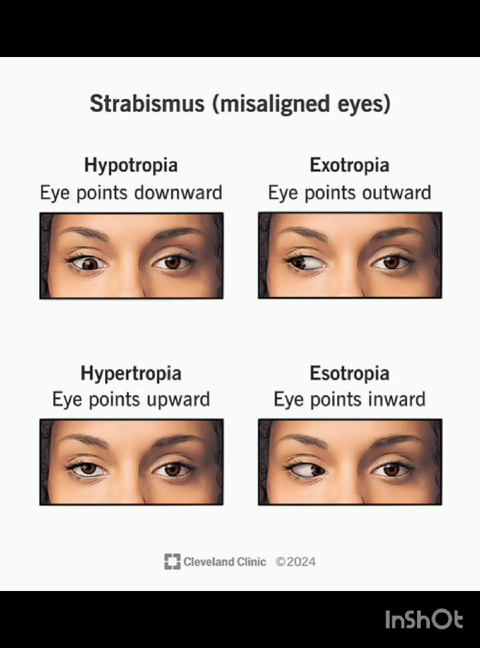 Strabismus (misaligned eyes)
Hypotropia
Eye points downward
Exotropia
Eye points outward
Hypertropia
Eye points upward
Esotropia
Eye points inward
Cleveland Clinic ©2024
InShOt